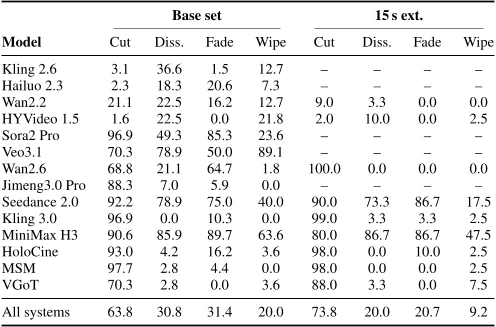 Base set 15 s ext.
Model Cut Diss. Fade Wipe Cut Diss. Fade Wipe
Kling 2.6 3.1 36.6 1.5 12.7 – – – –
Hailuo 2.3 2.3 18.3 20.6 7.3 – – – –
Wan2.2 21.1 22.5 16.2 12.7 9.0 3.3 0.0 0.0
HYVideo 1.5 1.6 22.5 0.0 21.8 2.0 10.0 0.0 2.5
Sora2 Pro 96.9 49.3 85.3 23.6 – – – –
Veo3.1 70.3 78.9 50.0 89.1 – – – –
Wan2.6 68.8 21.1 64.7 1.8 100.0 0.0 0.0 0.0
Jimeng3.0 Pro 88.3 7.0 5.9 0.0 – – – –
Seedance 2.0 92.2 78.9 75.0 40.0 90.0 73.3 86.7 17.5
Kling 3.0 96.9 0.0 10.3 0.0 99.0 3.3 3.3 2.5
MiniMax H3 90.6 85.9 89.7 63.6 80.0 86.7 86.7 47.5
HoloCine 93.0 4.2 16.2 3.6 98.0 0.0 10.0 2.5
MSM 97.7 2.8 4.4 0.0 98.0 0.0 0.0 2.5
VGoT 70.3 2.8 0.0 3.6 88.0 3.3 0.0 7.5
All systems 63.8 30.8 31.4 20.0 73.8 20.0 20.7 9.2